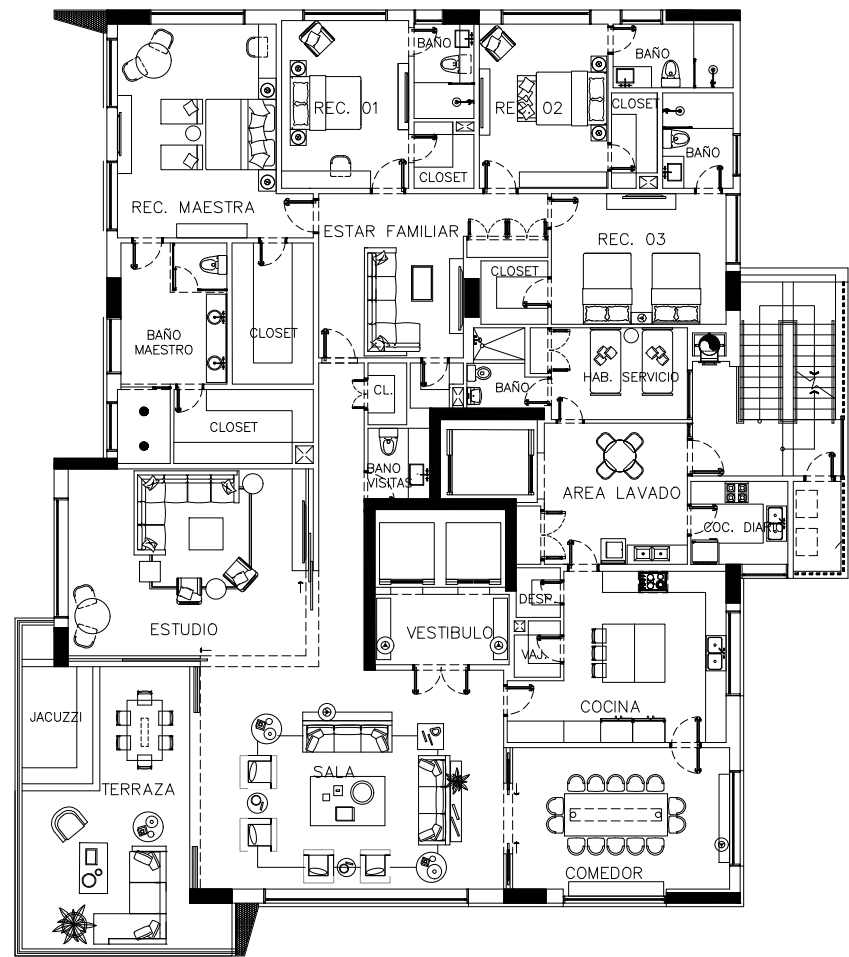 BAÑO
BAÑO
REC. 01
REC. 02
CLOSET
BAÑO
CLOSET
REC. MAESTRA
ESTAR FAMILIAR
REC. 03
CLOSET
BAÑO
MAESTRO
CLOSET
HAB. SERVICIO
CL.
BAÑO
CLOSET
BANO
VISITAS
AREA LAVADO
COC. DIARIO
DESP.
ESTUDIO
VESTIBULO
VAJ.
COCINA
JACUZZI
SALA
TERRAZA
COMEDOR